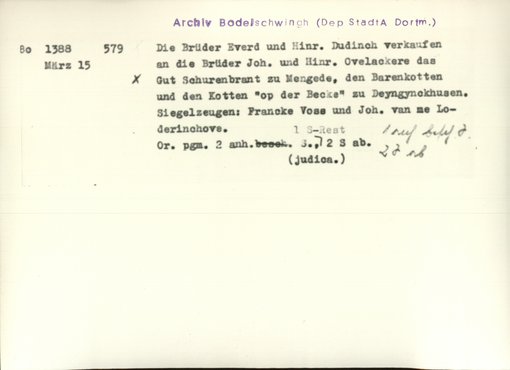 Archiv Bodelschwingh (Dep StadtA Dortm.)
Bo 1388 579 Die Brüder Everd und Hinr. Dudinch verkaufen
März 15 an die Brüder Joh. und Hinr. Ovelackere das
x Gut Schurenbrant zu Mengede, den Barenkotten
und den Kotten "op der Becke" zu Deyngynckhusen.
Siegelzeugen: Francke Voss und Joh. van me Lo-
derinchove.
1 S-Rest
Or. pgm. 2 anh. besch. S., 2 S ab.
(judica.)